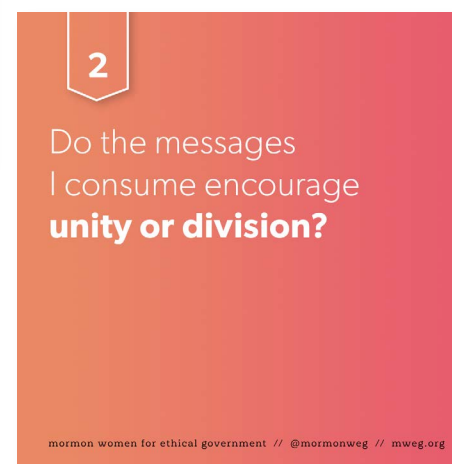 2
Do the messages
I consume encourage
unity or division?
mormon women for ethical government // @mormonweg // mweg.org